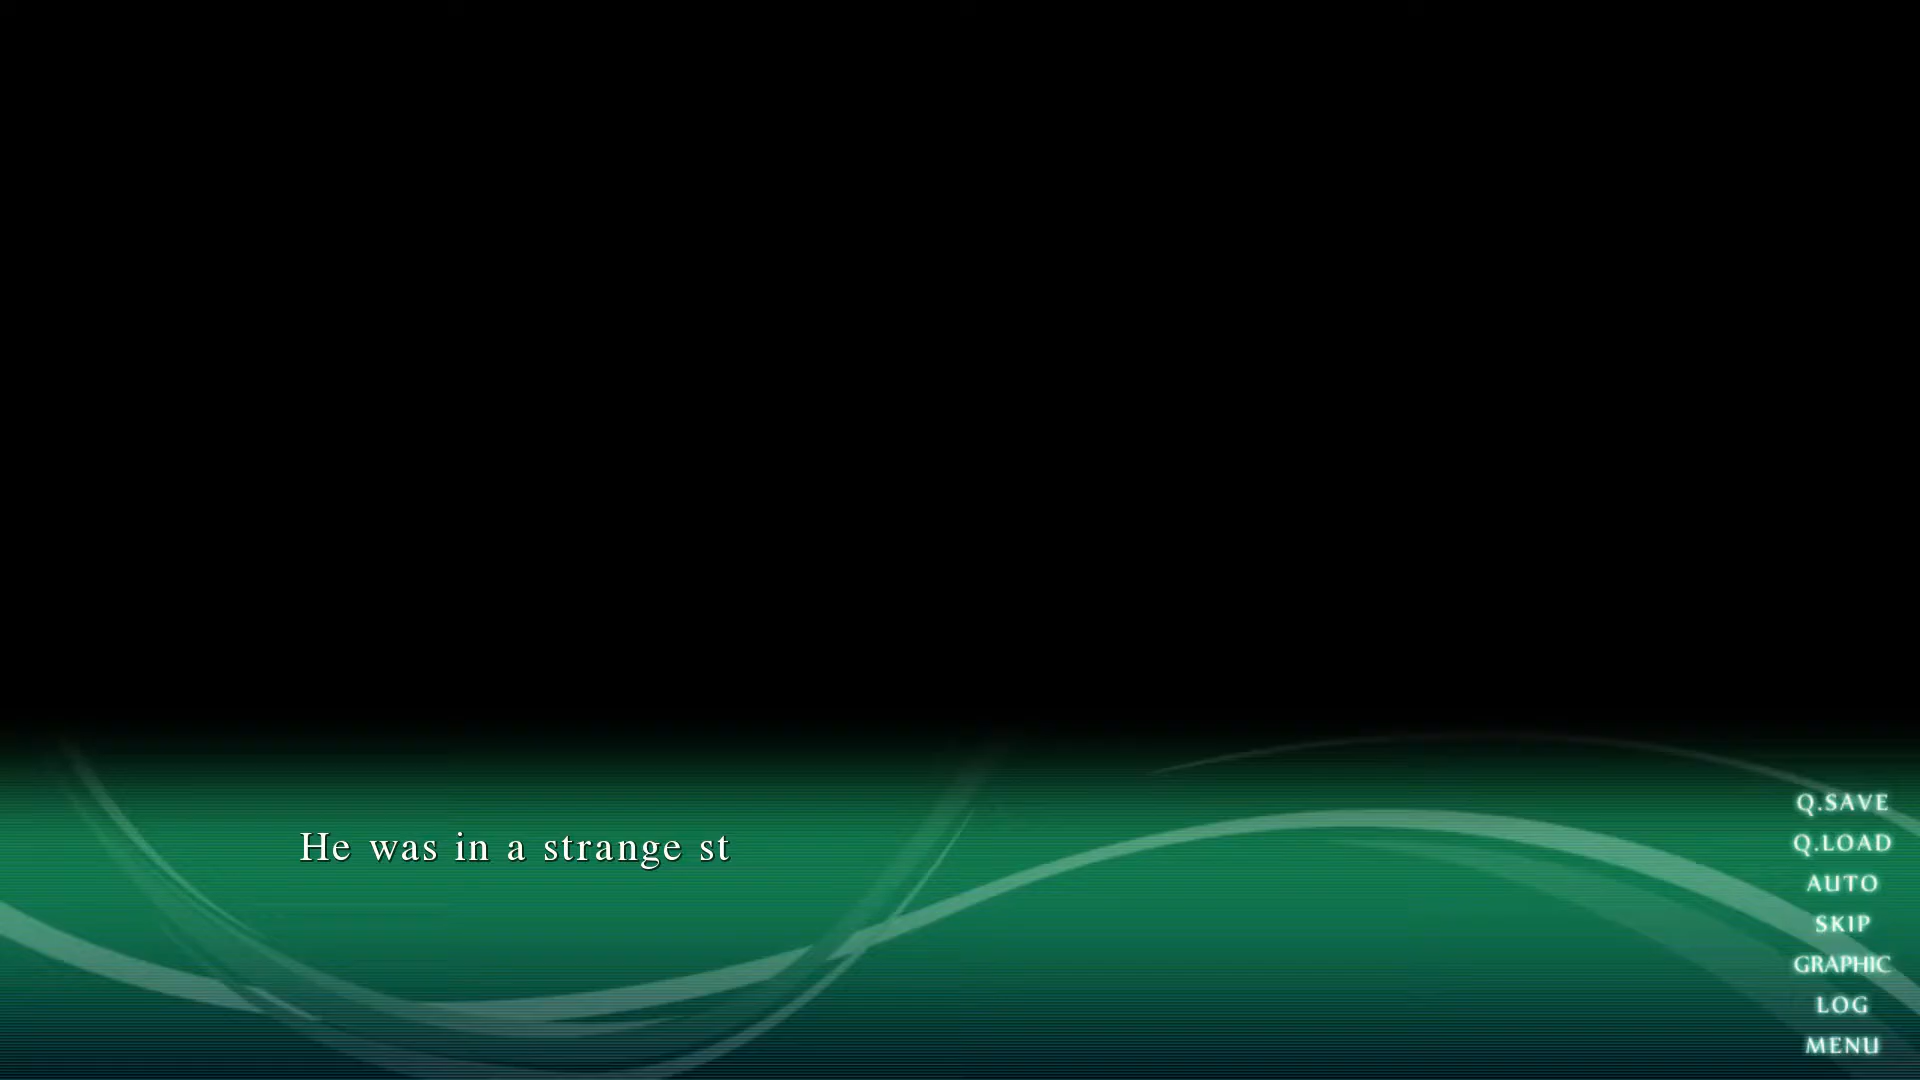 He was in a strange st
Q.SAVE
Q.LOAD
AUTO
SKIP
GRAPHIC
LOG
MENU